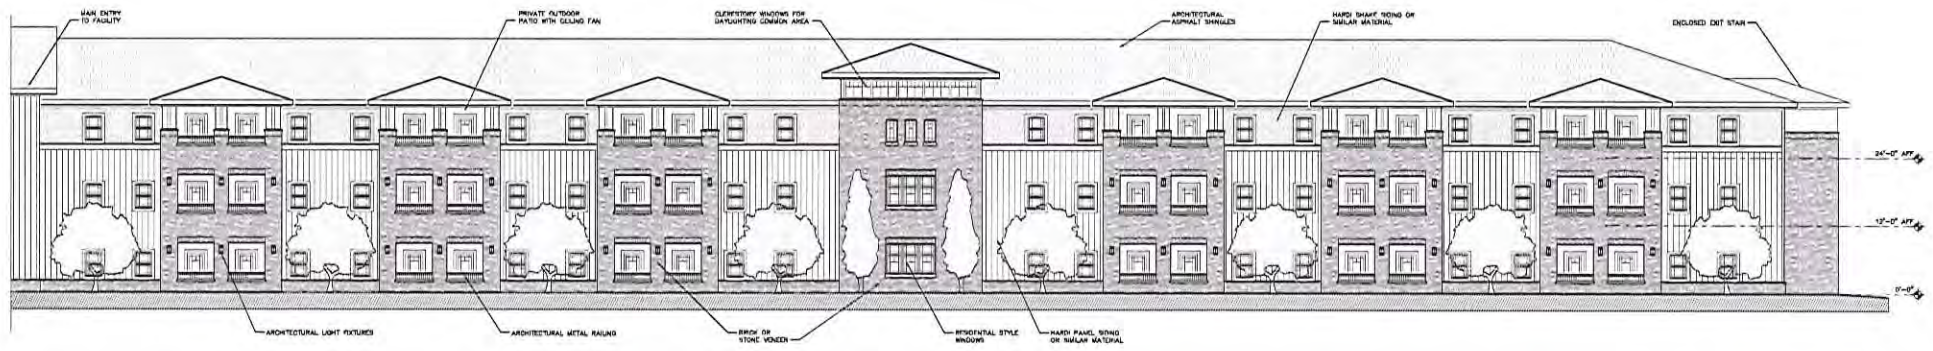 MAIN ENTRY
TO FACILITY
PRIVATE OUTDOOR
PATIO WITH CEILING FAN
CLERESTORY WINDOWS FOR
DAYLIGHTING COMMON AREA
ARCHITECTURAL
ASPHALT SHINGLES
HARDI SHAKE SIDING OR
SIMILAR MATERIAL
ENCLOSED EXIT STAIR
24'-0" AFF
12'-0" AFF
0'-0"
ARCHITECTURAL LIGHT FIXTURES
ARCHITECTURAL METAL RAILING
BRICK OR
STONE VENEER
RESIDENTIAL STYLE
WINDOWS
HARDI PANEL SIDING
OR SIMILAR MATERIAL